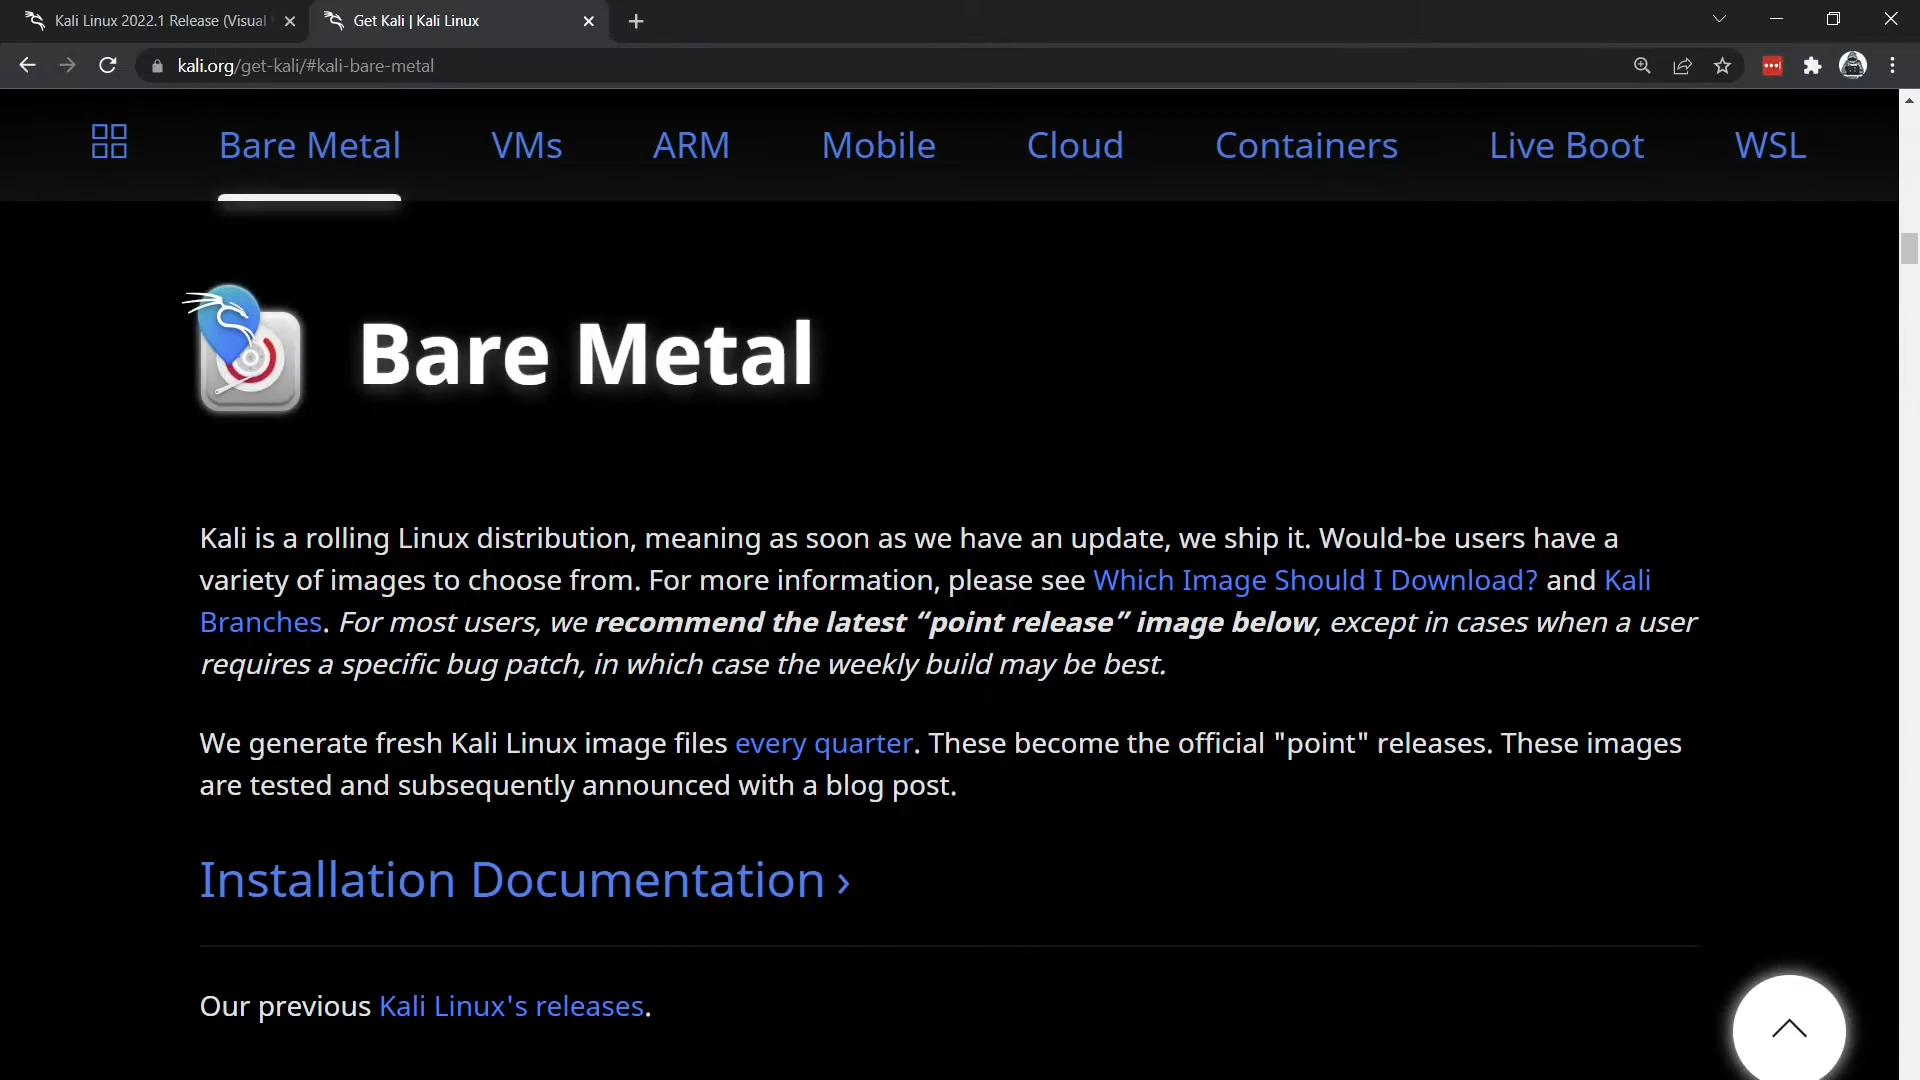 Kali Linux 2022.1 Release (Visual
Get Kali | Kali Linux
kali.org/get-kali/#kali-bare-metal
Bare Metal
VMs
ARM
Mobile
Cloud
Containers
Live Boot
WSL
Bare Metal
Kali is a rolling Linux distribution, meaning as soon as we have an update, we ship it. Would-be users have a
variety of images to choose from. For more information, please see Which Image Should I Download? and Kali
Branches. For most users, we recommend the latest “point release” image below, except in cases when a user
requires a specific bug patch, in which case the weekly build may be best.
We generate fresh Kali Linux image files every quarter. These become the official "point" releases. These images
are tested and subsequently announced with a blog post.
Installation Documentation ›
Our previous Kali Linux's releases.